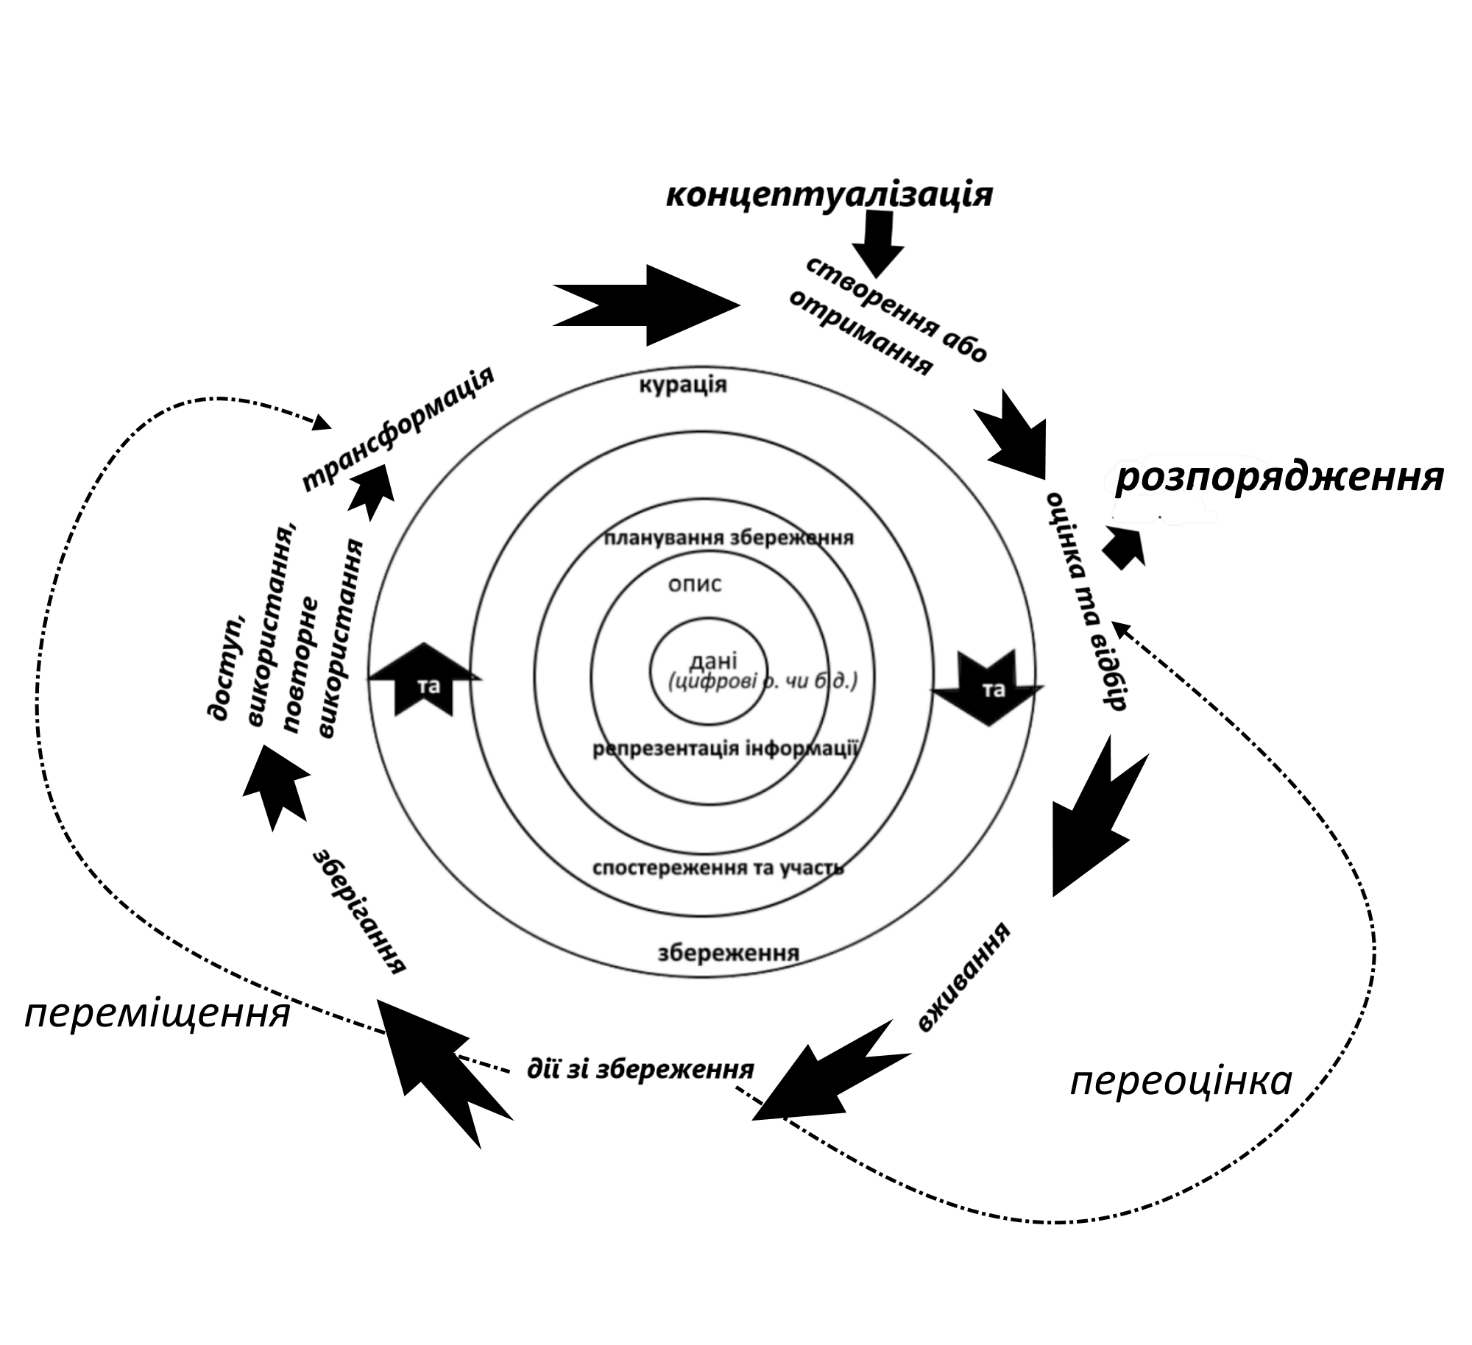 концептуалізація
створення або
отримання
трансформація
курація
розпорядження
оцінка та відбір
доступ,
використання,
повторне
використання
планування збереження
опис
дані
(цифрові о. чи б.д.)
та
та
репрезентація інформації
спостереження та участь
збереження
зберігання
вживання
переміщення
дії зі збереження
переоцінка